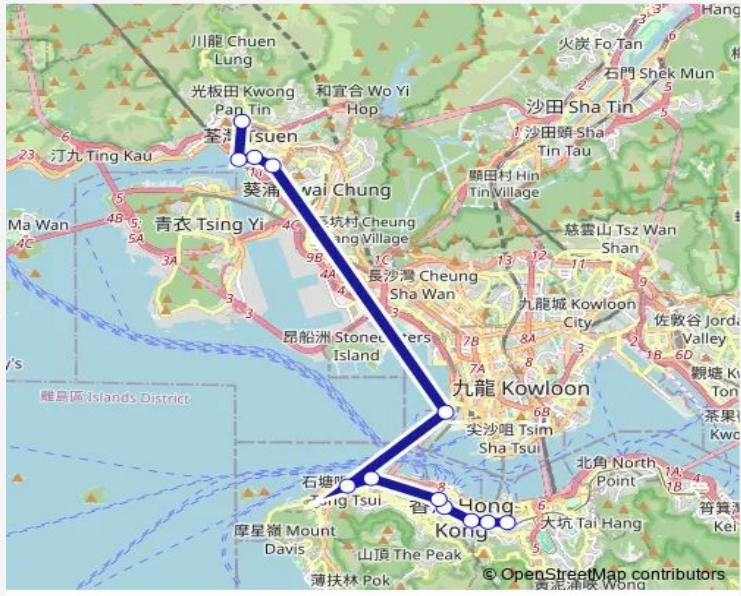 川龍 Chuen
Lung
火炭 Fo Tan
石門 Shek Mun
光板田 Kwong
Pan Tin
和宜合 Wo Yi
Hop
沙田 Sha Tin
Tsuen
沙田頭 Sha
Tin Tau
23
汀九 Ting Kau
顯田村 Hin
Tin Village
葵涌 Kwai Chung
Ma Wan
青衣 Tsing Yi
Cheung
Village
慈雲山 Tsz Wan
Shan
長沙灣 Cheung
Sha Wan
九龍城 Kowloon
City
佐敦谷
Valley
昂船洲 Stonecutters
Island
九龍 Kowloon
離島區 Islands District
尖沙咀 Tsim
Sha Tsui
北角 North
Point
Tsui
Hong
Kong
大坑 Tai Hang
摩星嶺 Mount
Davis
山頂 The Peak
薄扶林 Pok
© OpenStreetMap contributors